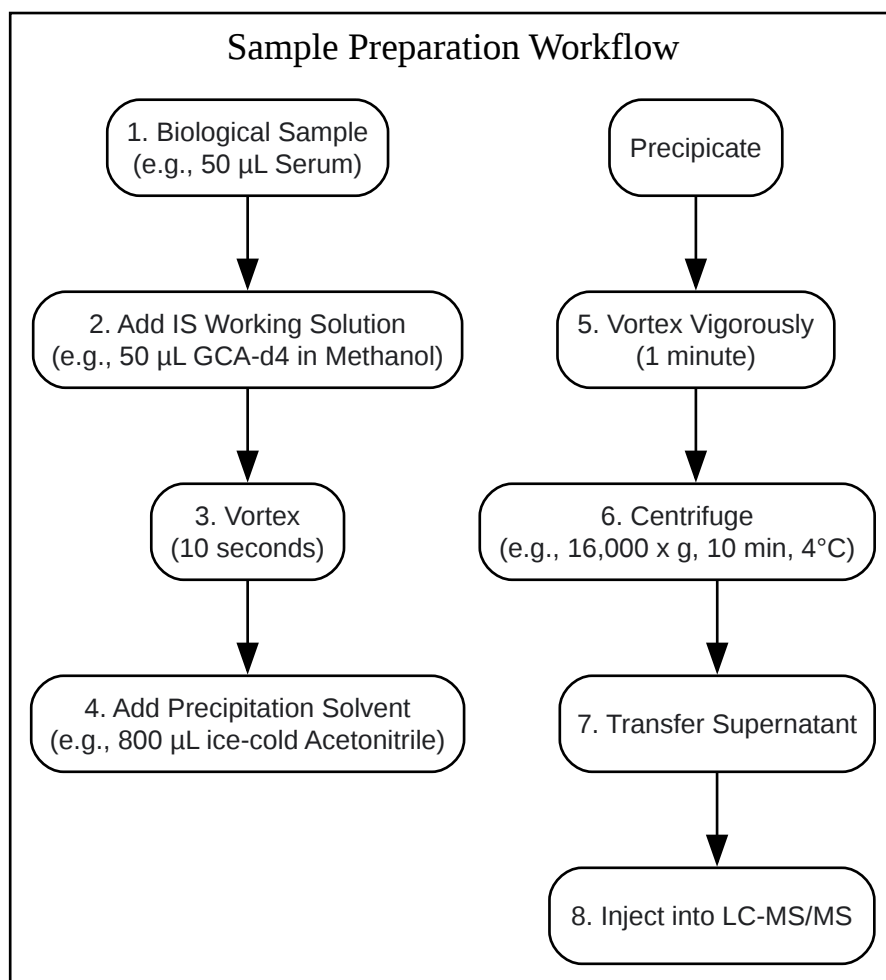 Sample Preparation Workflow
1. Biological Sample
(e.g., 50 µL Serum)
2. Add IS Working Solution
(e.g., 50 µL GCA-d4 in Methanol)
3. Vortex
(10 seconds)
4. Add Precipitation Solvent
(e.g., 800 µL ice-cold Acetonitrile)
Precipicate
5. Vortex Vigorously
(1 minute)
6. Centrifuge
(e.g., 16,000 x g, 10 min, 4°C)
7. Transfer Supernatant
8. Inject into LC-MS/MS